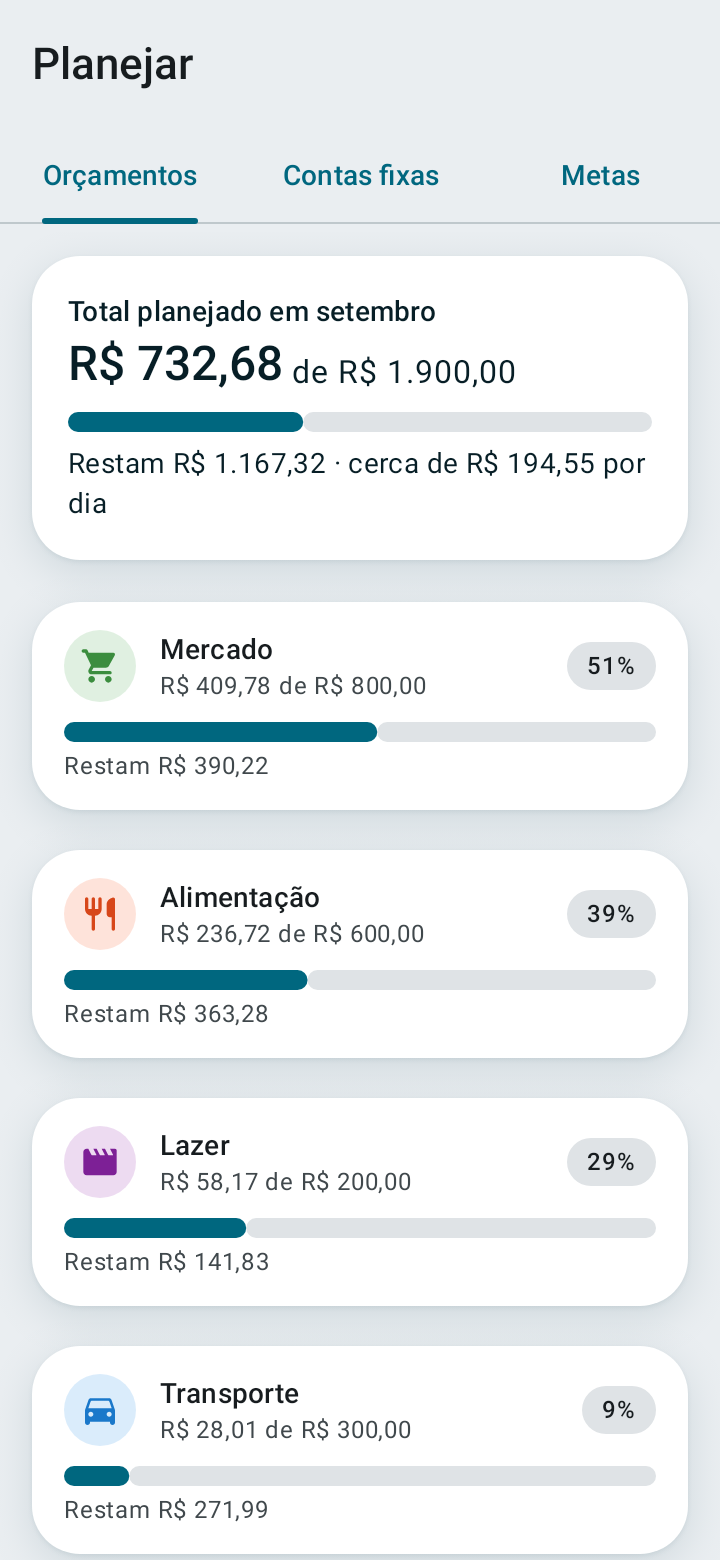 Planejar
Orçamentos
Contas fixas
Metas
Total planejado em setembro
R$ 732,68 de R$ 1.900,00
Restam R$ 1.167,32 · cerca de R$ 194,55 por
dia
Mercado
R$ 409,78 de R$ 800,00
51%
Restam R$ 390,22
Alimentação
R$ 236,72 de R$ 600,00
39%
Restam R$ 363,28
Lazer
R$ 58,17 de R$ 200,00
29%
Restam R$ 141,83
Transporte
R$ 28,01 de R$ 300,00
9%
Restam R$ 271,99